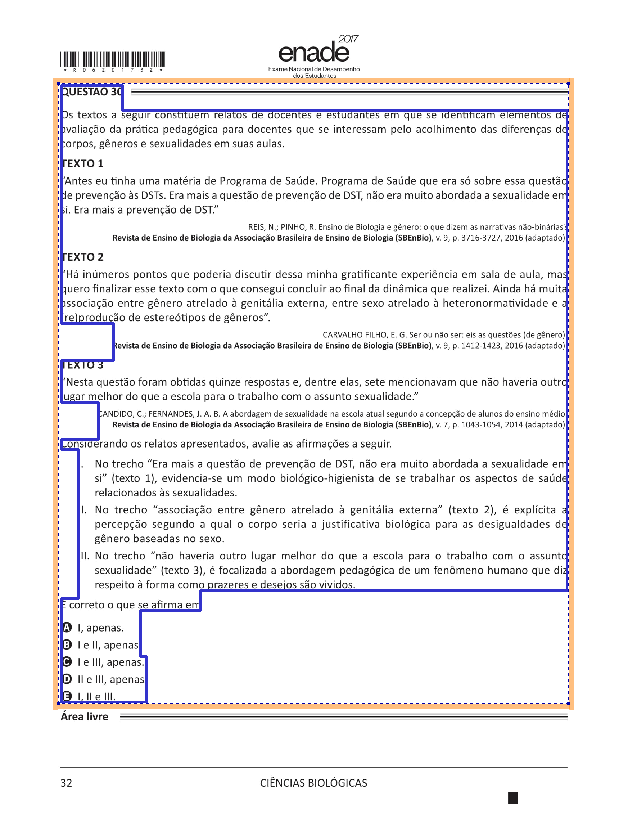 *R0620173 2*
enade
2017
Exame Nacional de Desempenho
dos Estudantes
QUESTÃO 30
Os textos a seguir constituem relatos de docentes e estudantes em que se identificam elementos de
avaliação da prática pedagógica para docentes que se interessam pelo acolhimento das diferenças de
corpos, gêneros e sexualidades em suas aulas.
TEXTO 1
“Antes eu tinha uma matéria de Programa de Saúde. Programa de Saúde que era só sobre essa questão
de prevenção às DSTs. Era mais a questão de prevenção de DST, não era muito abordada a sexualidade em
si. Era mais a prevenção de DST.”
REIS, N.; PINHO, R. Ensino de Biologia e gênero: o que dizem as narrativas não-binárias?
Revista de Ensino de Biologia da Associação Brasileira de Ensino de Biologia (SBEnBio), v. 9, p. 3716-3727, 2016 (adaptado).
TEXTO 2
“Há inúmeros pontos que poderia discutir dessa minha gratificante experiência em sala de aula, mas
quero finalizar esse texto com o que consegui concluir ao final da dinâmica que realizei. Ainda há muita
associação entre gênero atrelado à genitália externa, entre sexo atrelado à heteronormatividade e a
(re)produção de estereótipos de gêneros”.
CARVALHO FILHO, E. G. Ser ou não ser: eis as questões (de gênero).
Revista de Ensino de Biologia da Associação Brasileira de Ensino de Biologia (SBEnBio), v. 9, p. 1412-1423, 2016 (adaptado).
TEXTO 3
“Nesta questão foram obtidas quinze respostas e, dentre elas, sete mencionavam que não haveria outro
lugar melhor do que a escola para o trabalho com o assunto sexualidade.”
CANDIDO, C.; FERNANDES, J. A. B. A abordagem de sexualidade na escola atual segundo a concepção de alunos do ensino médio.
Revista de Ensino de Biologia da Associação Brasileira de Ensino de Biologia (SBEnBio), v. 7, p. 1043-1054, 2014 (adaptado).
Considerando os relatos apresentados, avalie as afirmações a seguir.
I. No trecho “Era mais a questão de prevenção de DST, não era muito abordada a sexualidade em
si” (texto 1), evidencia-se um modo biológico-higienista de se trabalhar os aspectos de saúde
relacionados às sexualidades.
II. No trecho “associação entre gênero atrelado à genitália externa” (texto 2), é explícita a
percepção segundo a qual o corpo seria a justificativa biológica para as desigualdades de
gênero baseadas no sexo.
III. No trecho “não haveria outro lugar melhor do que a escola para o trabalho com o assunto
sexualidade” (texto 3), é focalizada a abordagem pedagógica de um fenômeno humano que diz
respeito à forma como prazeres e desejos são vividos.
É correto o que se afirma em
A I, apenas.
B I e II, apenas.
C I e III, apenas.
D II e III, apenas.
E I, II e III.
Área livre
32
CIÊNCIAS BIOLÓGICAS